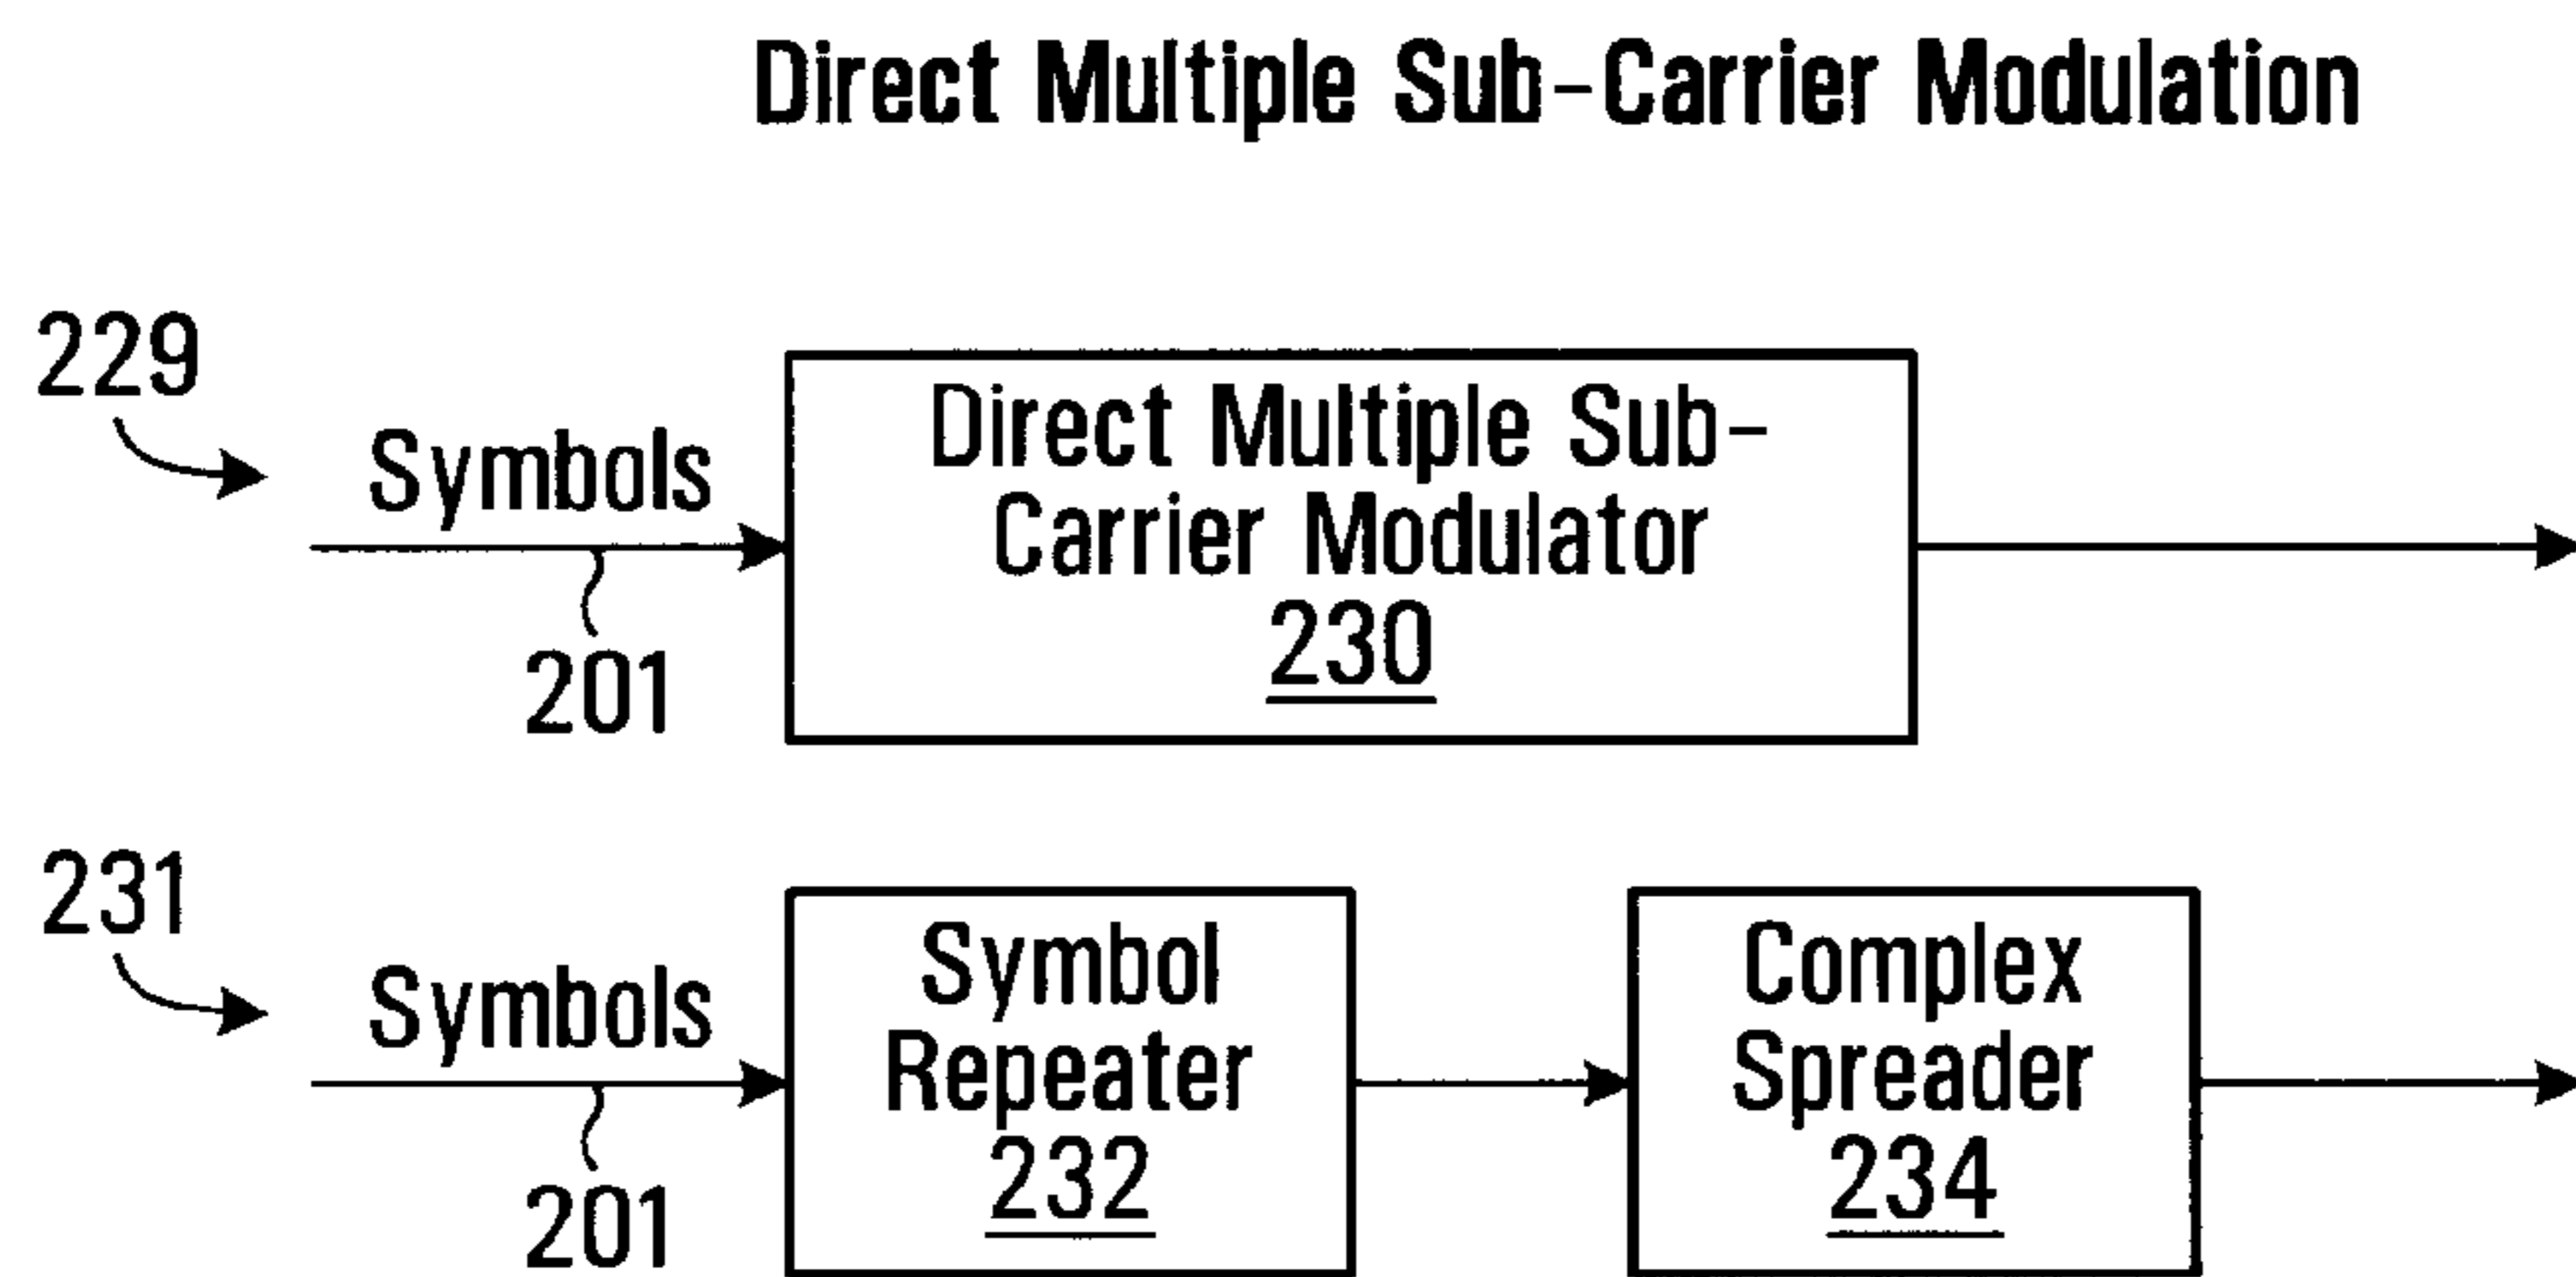 Direct Multiple Sub-Carrier Modulation
229
Symbols
201
Direct Multiple Sub-
Carrier Modulator
230
231
Symbols
201
Symbol
Repeater
232
Complex
Spreader
234